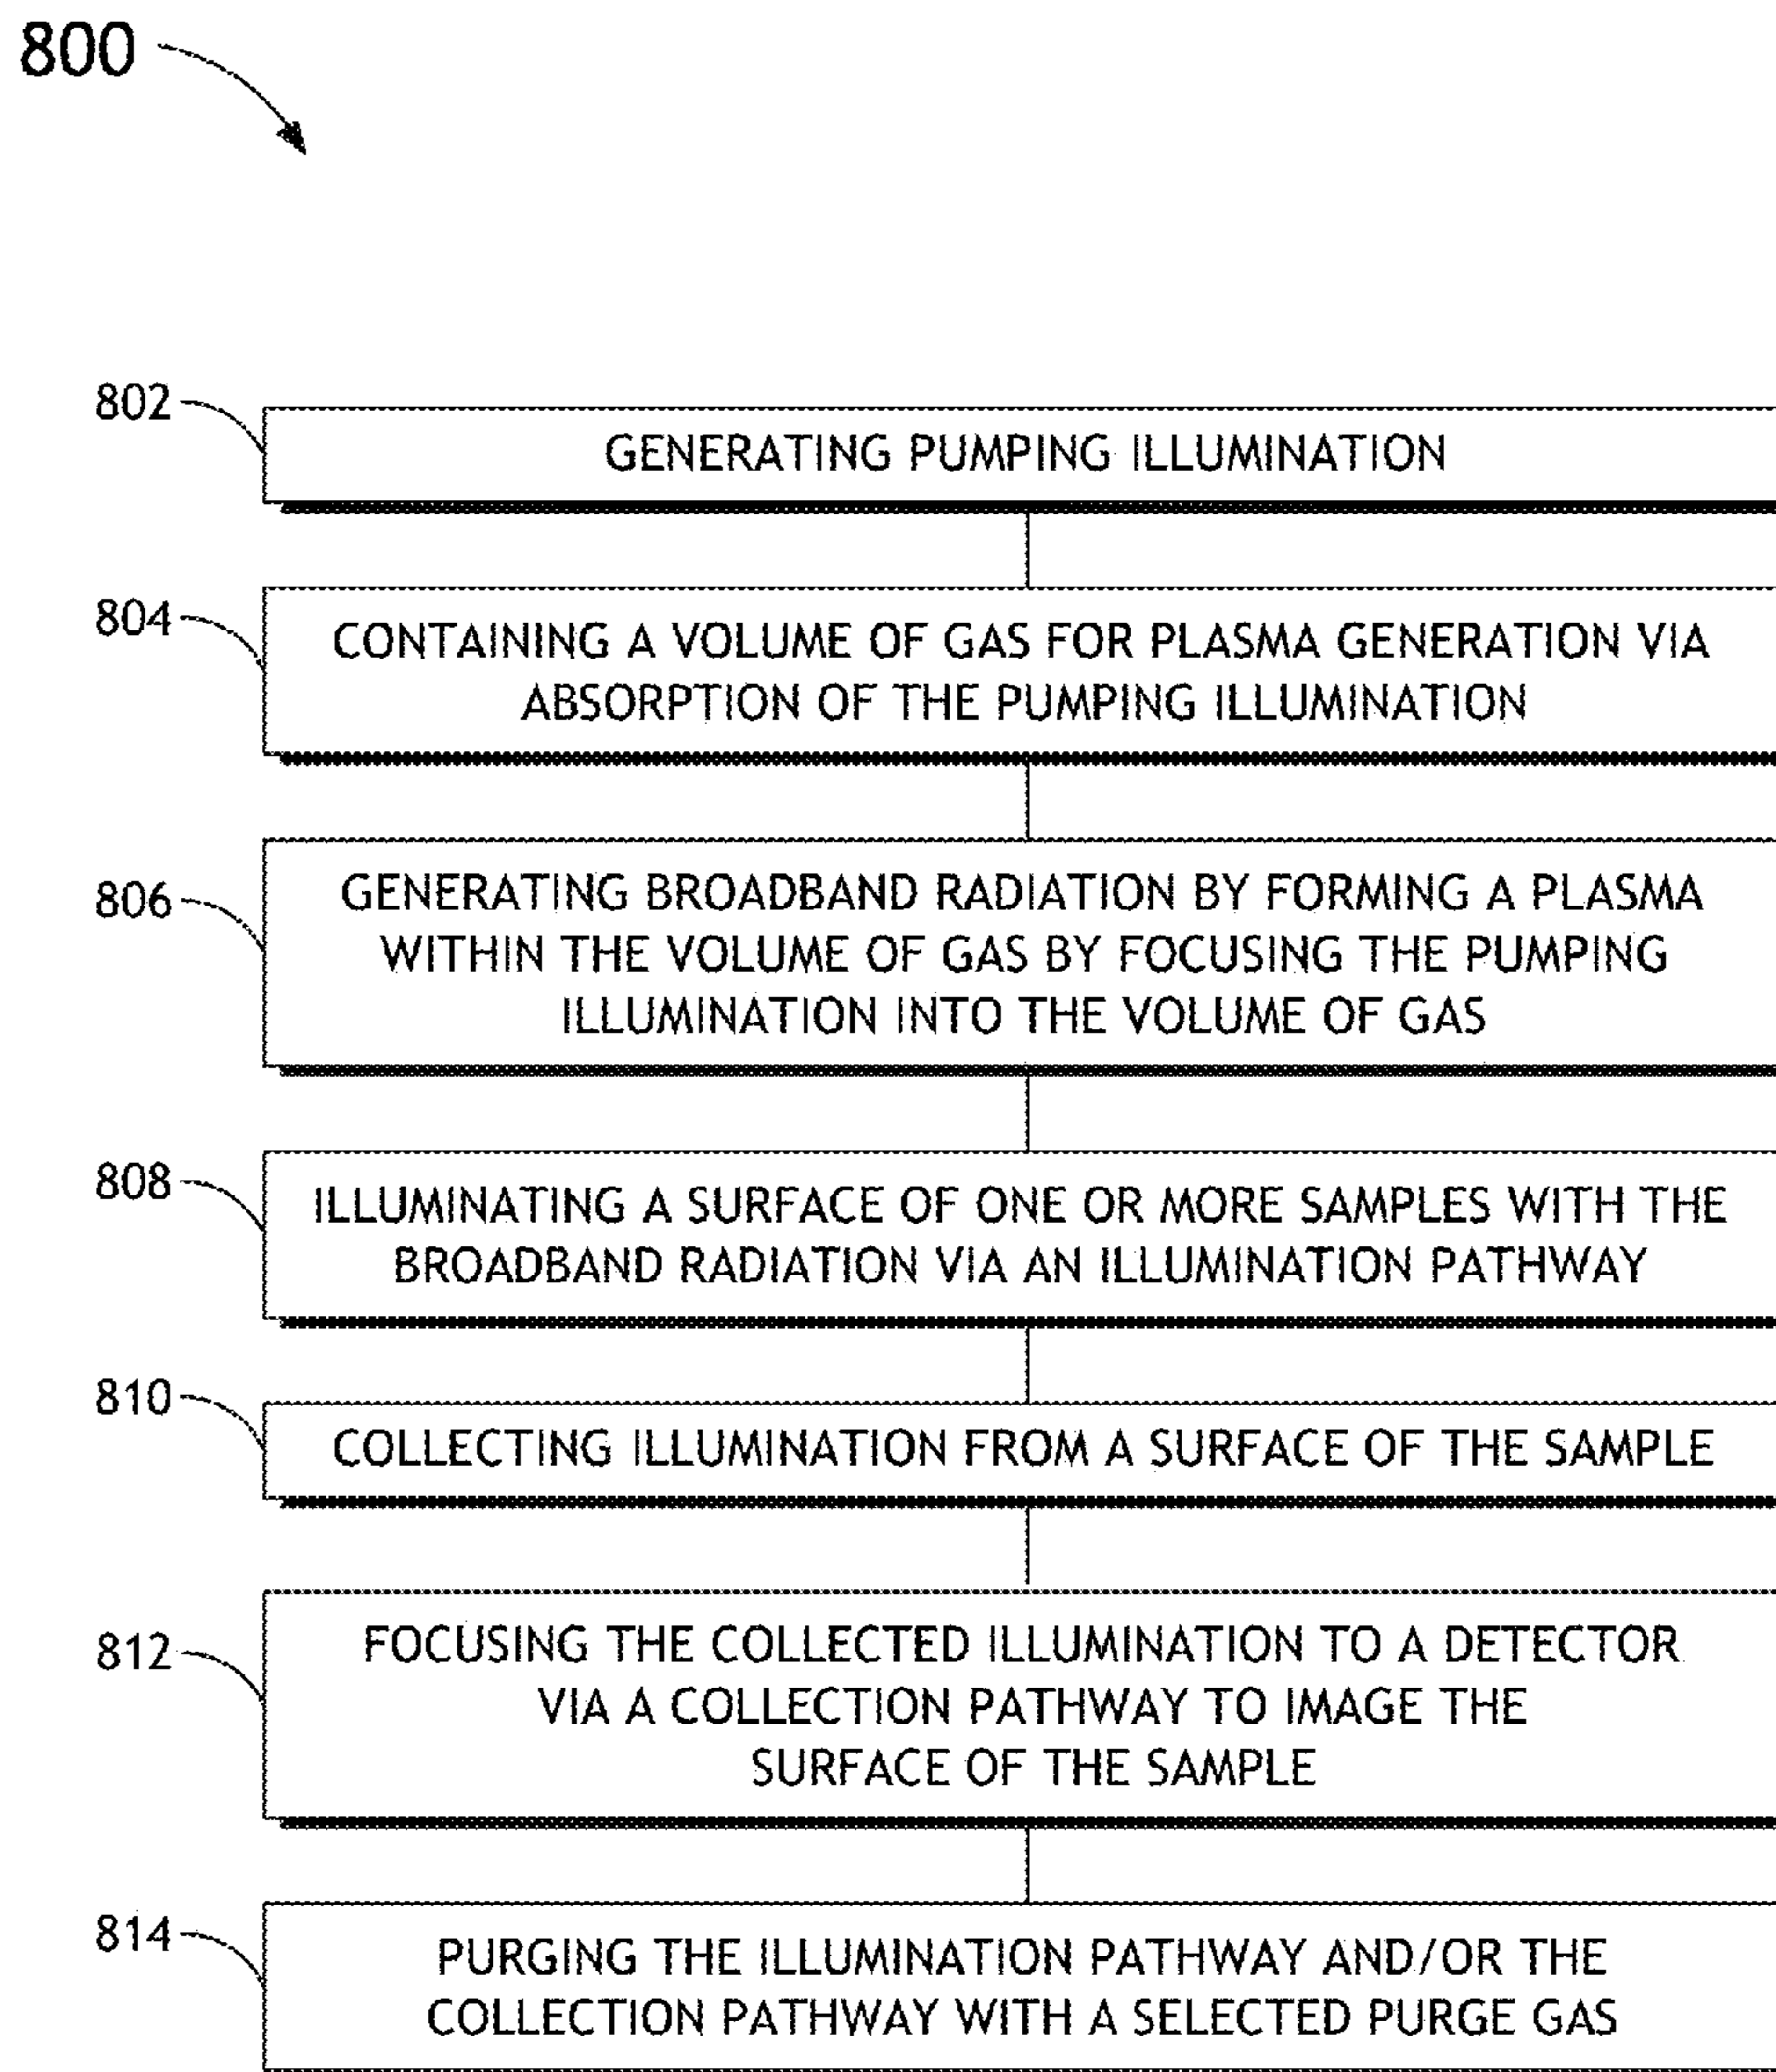 800
802
GENERATING PUMPING ILLUMINATION
804
CONTAINING A VOLUME OF GAS FOR PLASMA GENERATION VIA
ABSORPTION OF THE PUMPING ILLUMINATION
806
GENERATING BROADBAND RADIATION BY FORMING A PLASMA
WITHIN THE VOLUME OF GAS BY FOCUSING THE PUMPING
ILLUMINATION INTO THE VOLUME OF GAS
808
ILLUMINATING A SURFACE OF ONE OR MORE SAMPLES WITH THE
BROADBAND RADIATION VIA AN ILLUMINATION PATHWAY
810
COLLECTING ILLUMINATION FROM A SURFACE OF THE SAMPLE
812
FOCUSING THE COLLECTED ILLUMINATION TO A DETECTOR
VIA A COLLECTION PATHWAY TO IMAGE THE
SURFACE OF THE SAMPLE
814
PURGING THE ILLUMINATION PATHWAY AND/OR THE
COLLECTION PATHWAY WITH A SELECTED PURGE GAS